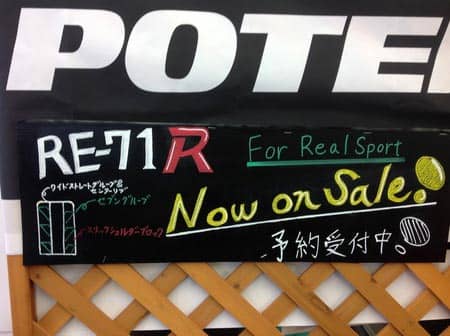 POTE
RE-71R
For Real Sport
ワイドストレートグルーブ&
センターリブ
セブングルーブ
スリックショルダーブロック
Now on Sale.
予約受付中。